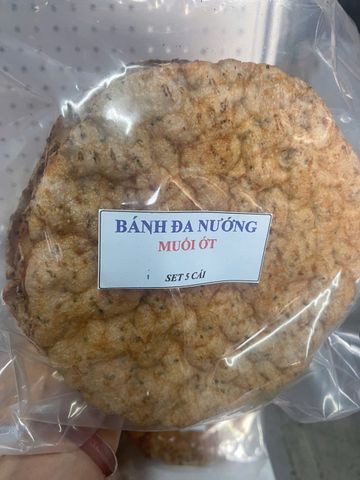 BÁNH ĐA NƯỚNG
MUỐI ỚT
SET 5 CÁI